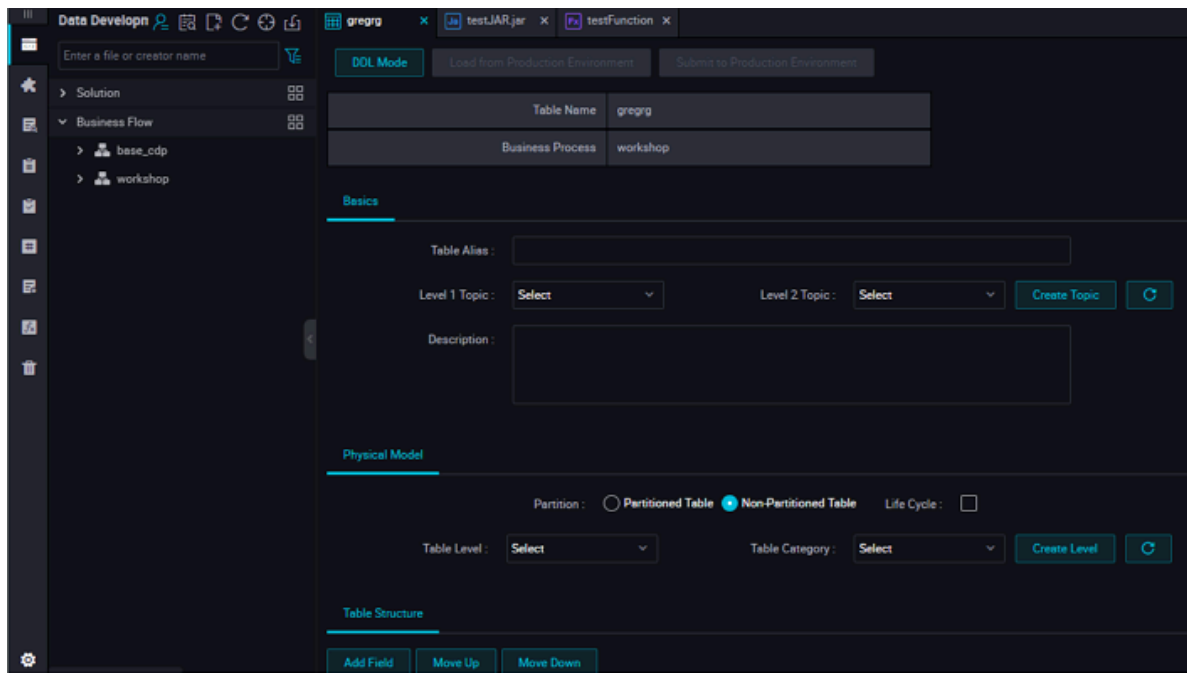 Data Developn
Enter a file or creator name
Solution
Business Flow
base_cdp
workshop
gregrg
Ja testJAR.jar
Fx testFunction
DDL Mode Load from Production Environment Submit to Production Environment
Table Name gregrg
Business Process workshop
Basics
Table Alias :
Level 1 Topic : Select Level 2 Topic : Select Create Topic
Description :
Physical Model
Partition : Partitioned Table Non-Partitioned Table Life Cycle :
Table Level : Select Table Category : Select Create Level
Table Structure
Add Field Move Up Move Down